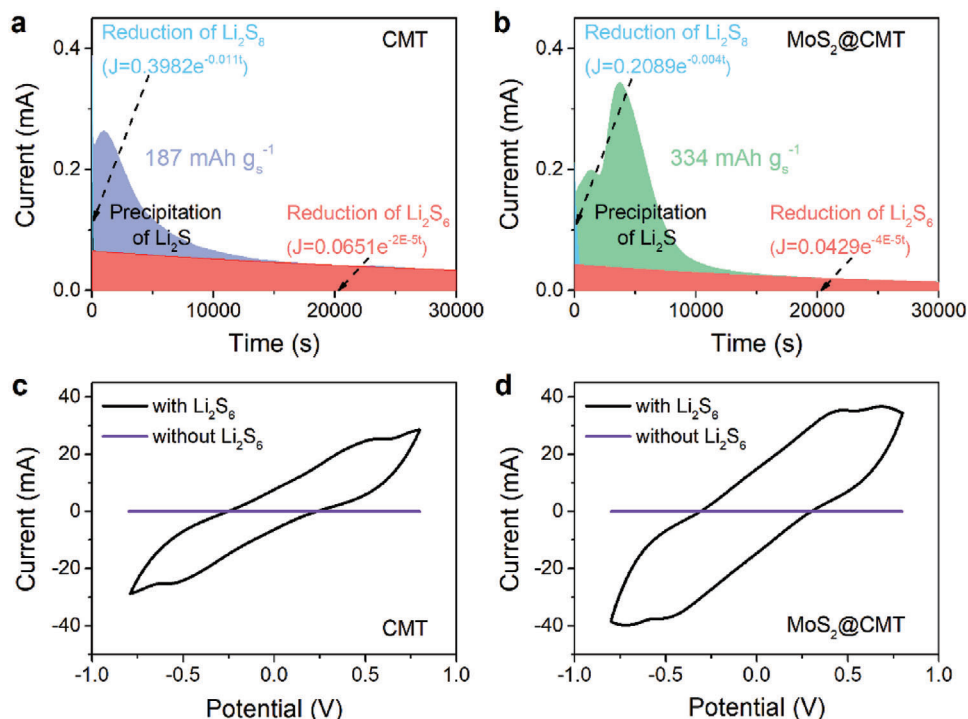 a
Reduction of Li₂S₈
(J=0.3982e⁻⁰·⁰¹¹ᵗ)
CMT
187 mAh gₛ⁻¹
Precipitation
of Li₂S
Reduction of Li₂S₆
(J=0.0651e⁻²ᴱ⁻⁵ᵗ)
Current (mA)
0.4
0.2
0.0
0 10000 20000 30000
Time (s)
b
Reduction of Li₂S₈
(J=0.2089e⁻⁰·⁰⁰⁴ᵗ)
MoS₂@CMT
334 mAh gₛ⁻¹
Precipitation
of Li₂S
Reduction of Li₂S₆
(J=0.0429e⁻⁴ᴱ⁻⁵ᵗ)
Current (mA)
0.4
0.2
0.0
0 10000 20000 30000
Time (s)
c
with Li₂S₆
without Li₂S₆
CMT
Current (mA)
40
20
0
-20
-40
-1.0 -0.5 0.0 0.5 1.0
Potential (V)
d
with Li₂S₆
without Li₂S₆
MoS₂@CMT
Current (mA)
40
20
0
-20
-40
-1.0 -0.5 0.0 0.5 1.0
Potential (V)